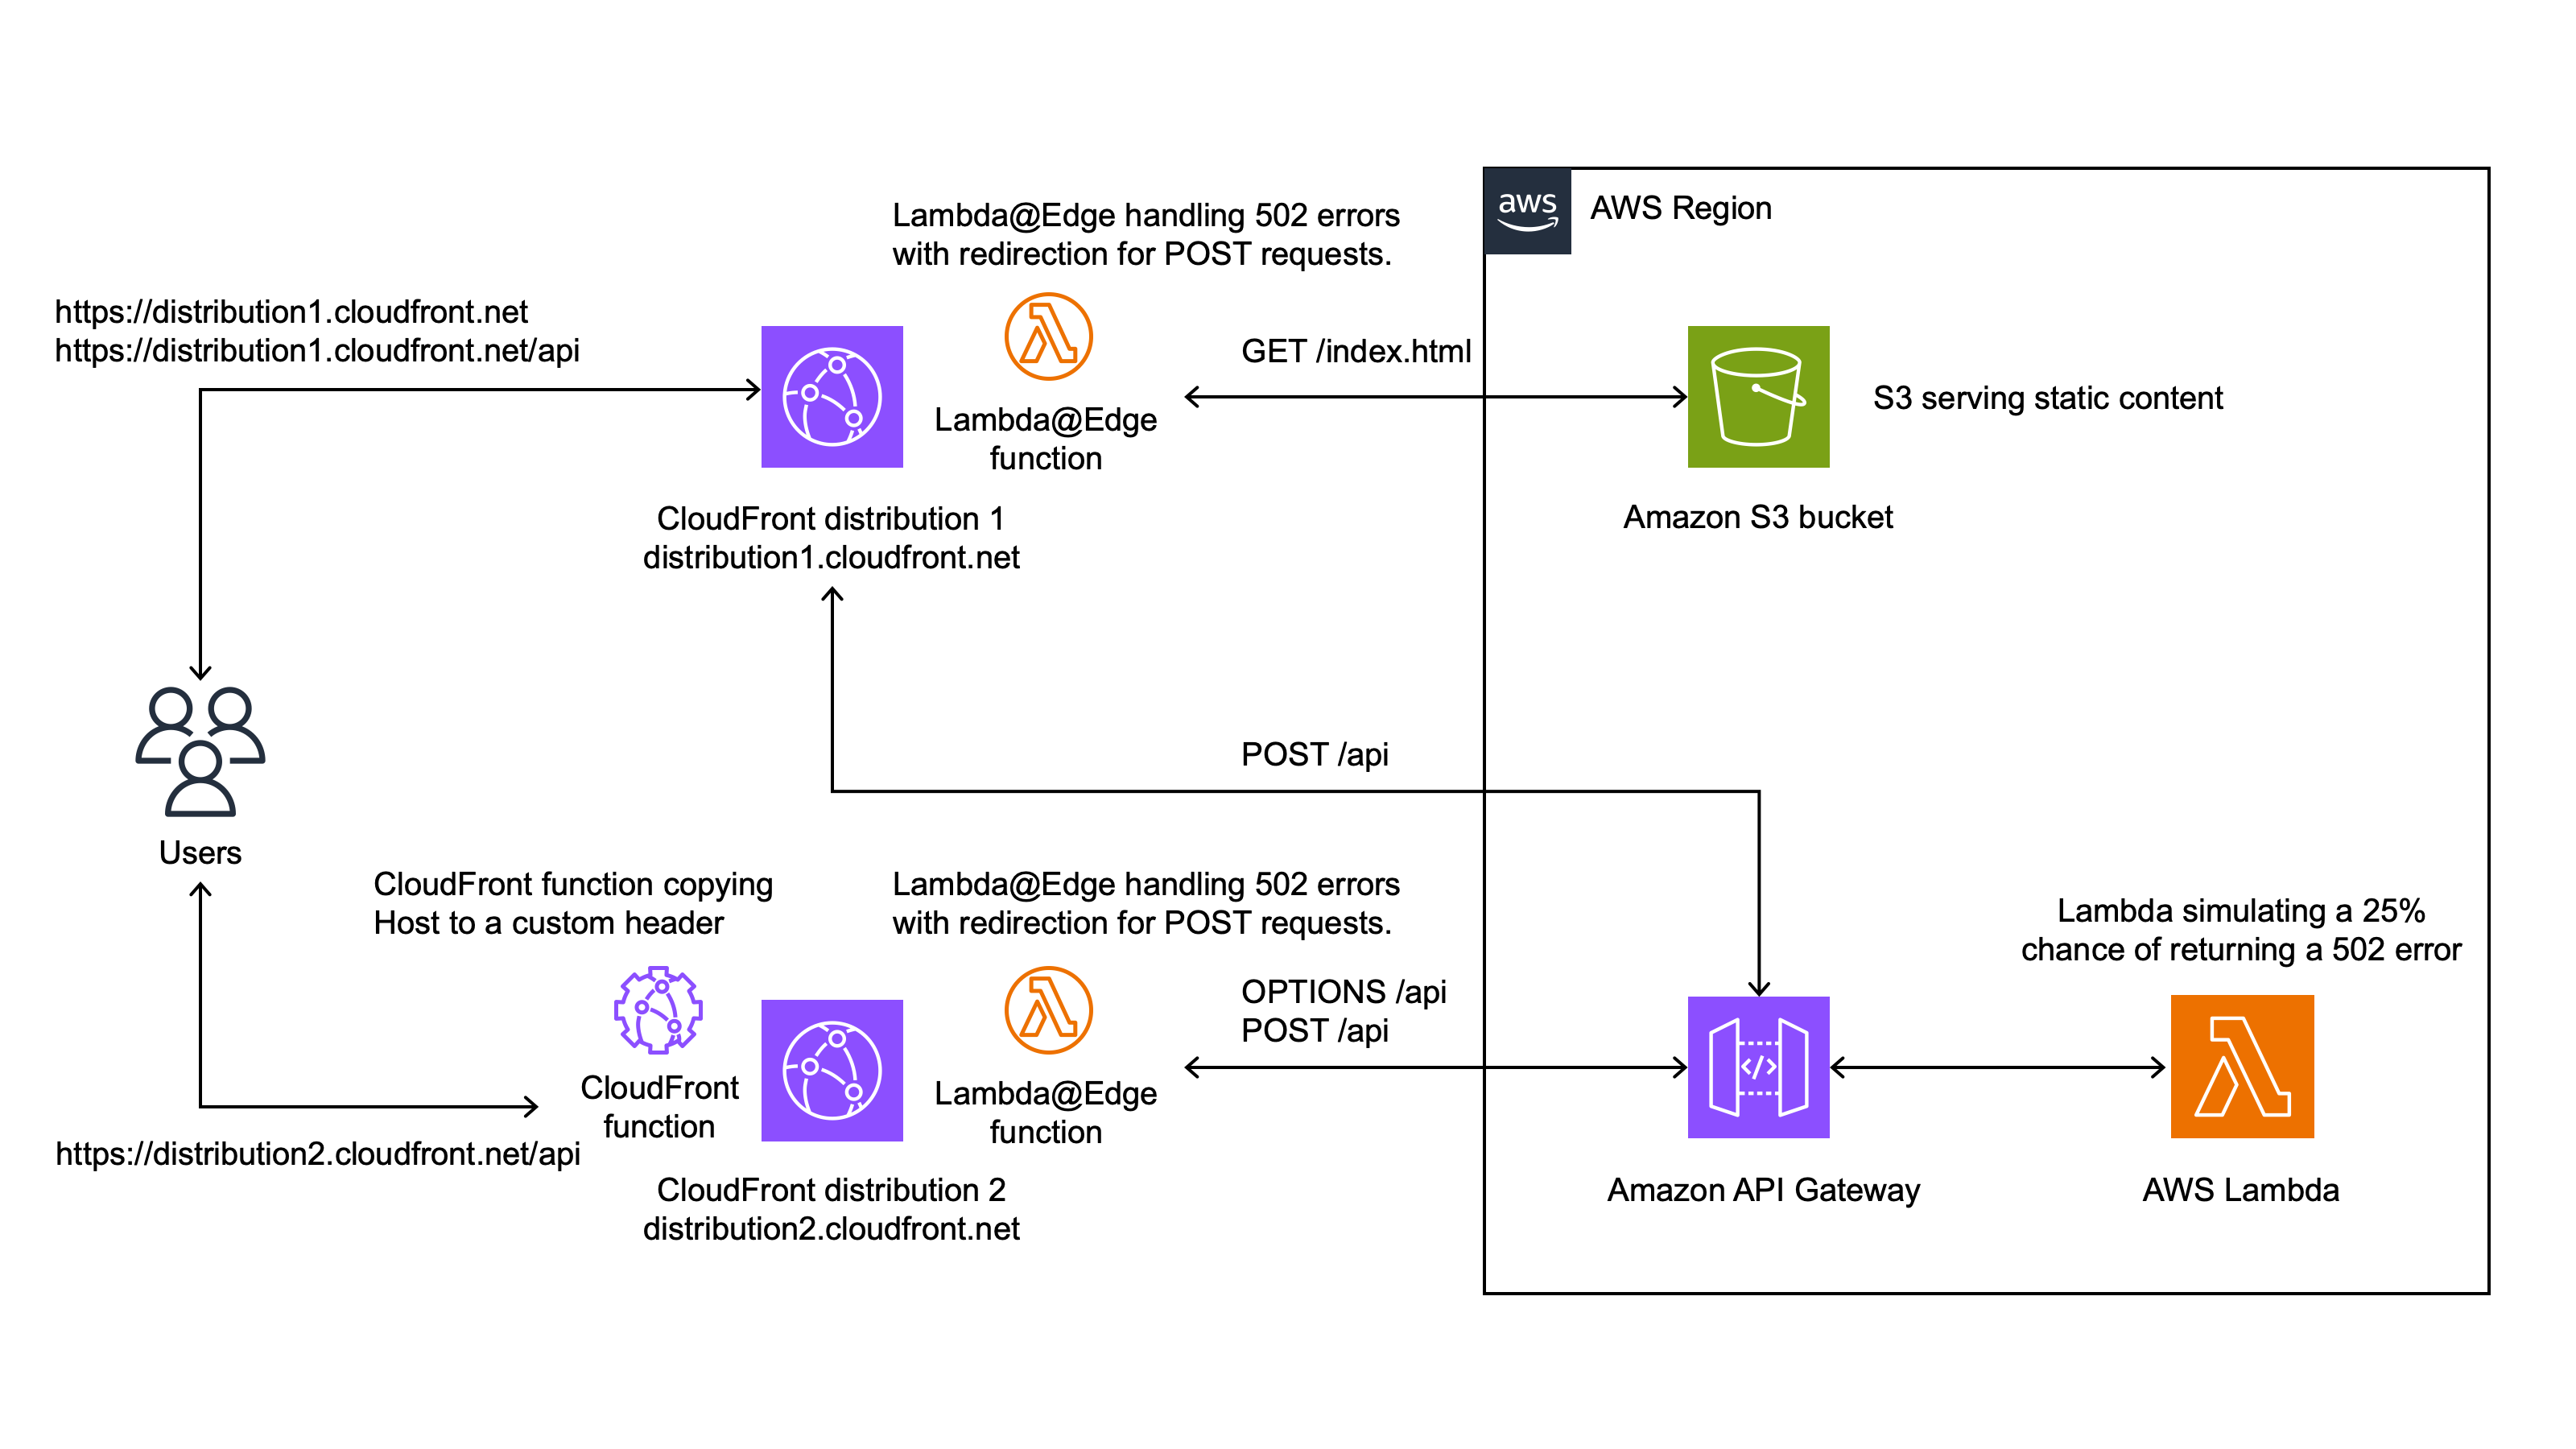 aws
AWS Region
Lambda@Edge handling 502 errors
with redirection for POST requests.
https://distribution1.cloudfront.net
https://distribution1.cloudfront.net/api
GET /index.html
Lambda@Edge
function
S3 serving static content
CloudFront distribution 1
distribution1.cloudfront.net
Amazon S3 bucket
POST /api
Users
CloudFront function copying
Host to a custom header
Lambda@Edge handling 502 errors
with redirection for POST requests.
Lambda simulating a 25%
chance of returning a 502 error
OPTIONS /api
POST /api
CloudFront
function
Lambda@Edge
function
</>
https://distribution2.cloudfront.net/api
CloudFront distribution 2
distribution2.cloudfront.net
Amazon API Gateway
AWS Lambda